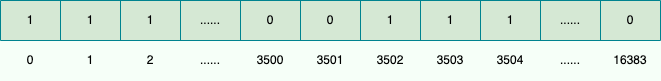 1 1 1 ...... 0 0 1 1 1 ...... 0
0 1 2 ...... 3500 3501 3502 3503 3504 ...... 16383